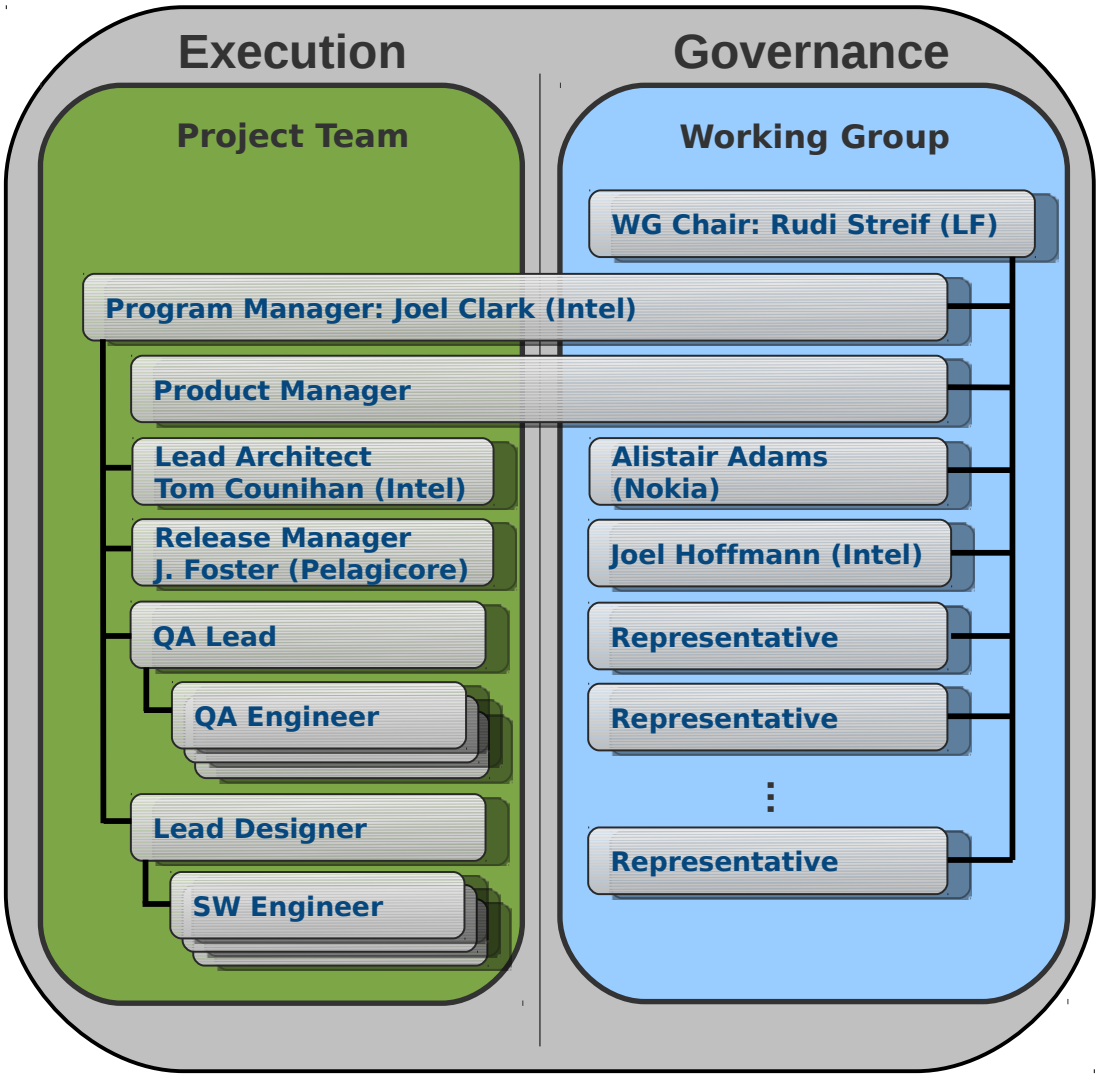 Execution
Governance
Project Team
Working Group
WG Chair: Rudi Streif (LF)
Program Manager: Joel Clark (Intel)
Product Manager
Lead Architect
Tom Counihan (Intel)
Alistair Adams
(Nokia)
Release Manager
J. Foster (Pelagicore)
Joel Hoffmann (Intel)
QA Lead
Representative
QA Engineer
Representative
⋮
Lead Designer
Representative
SW Engineer